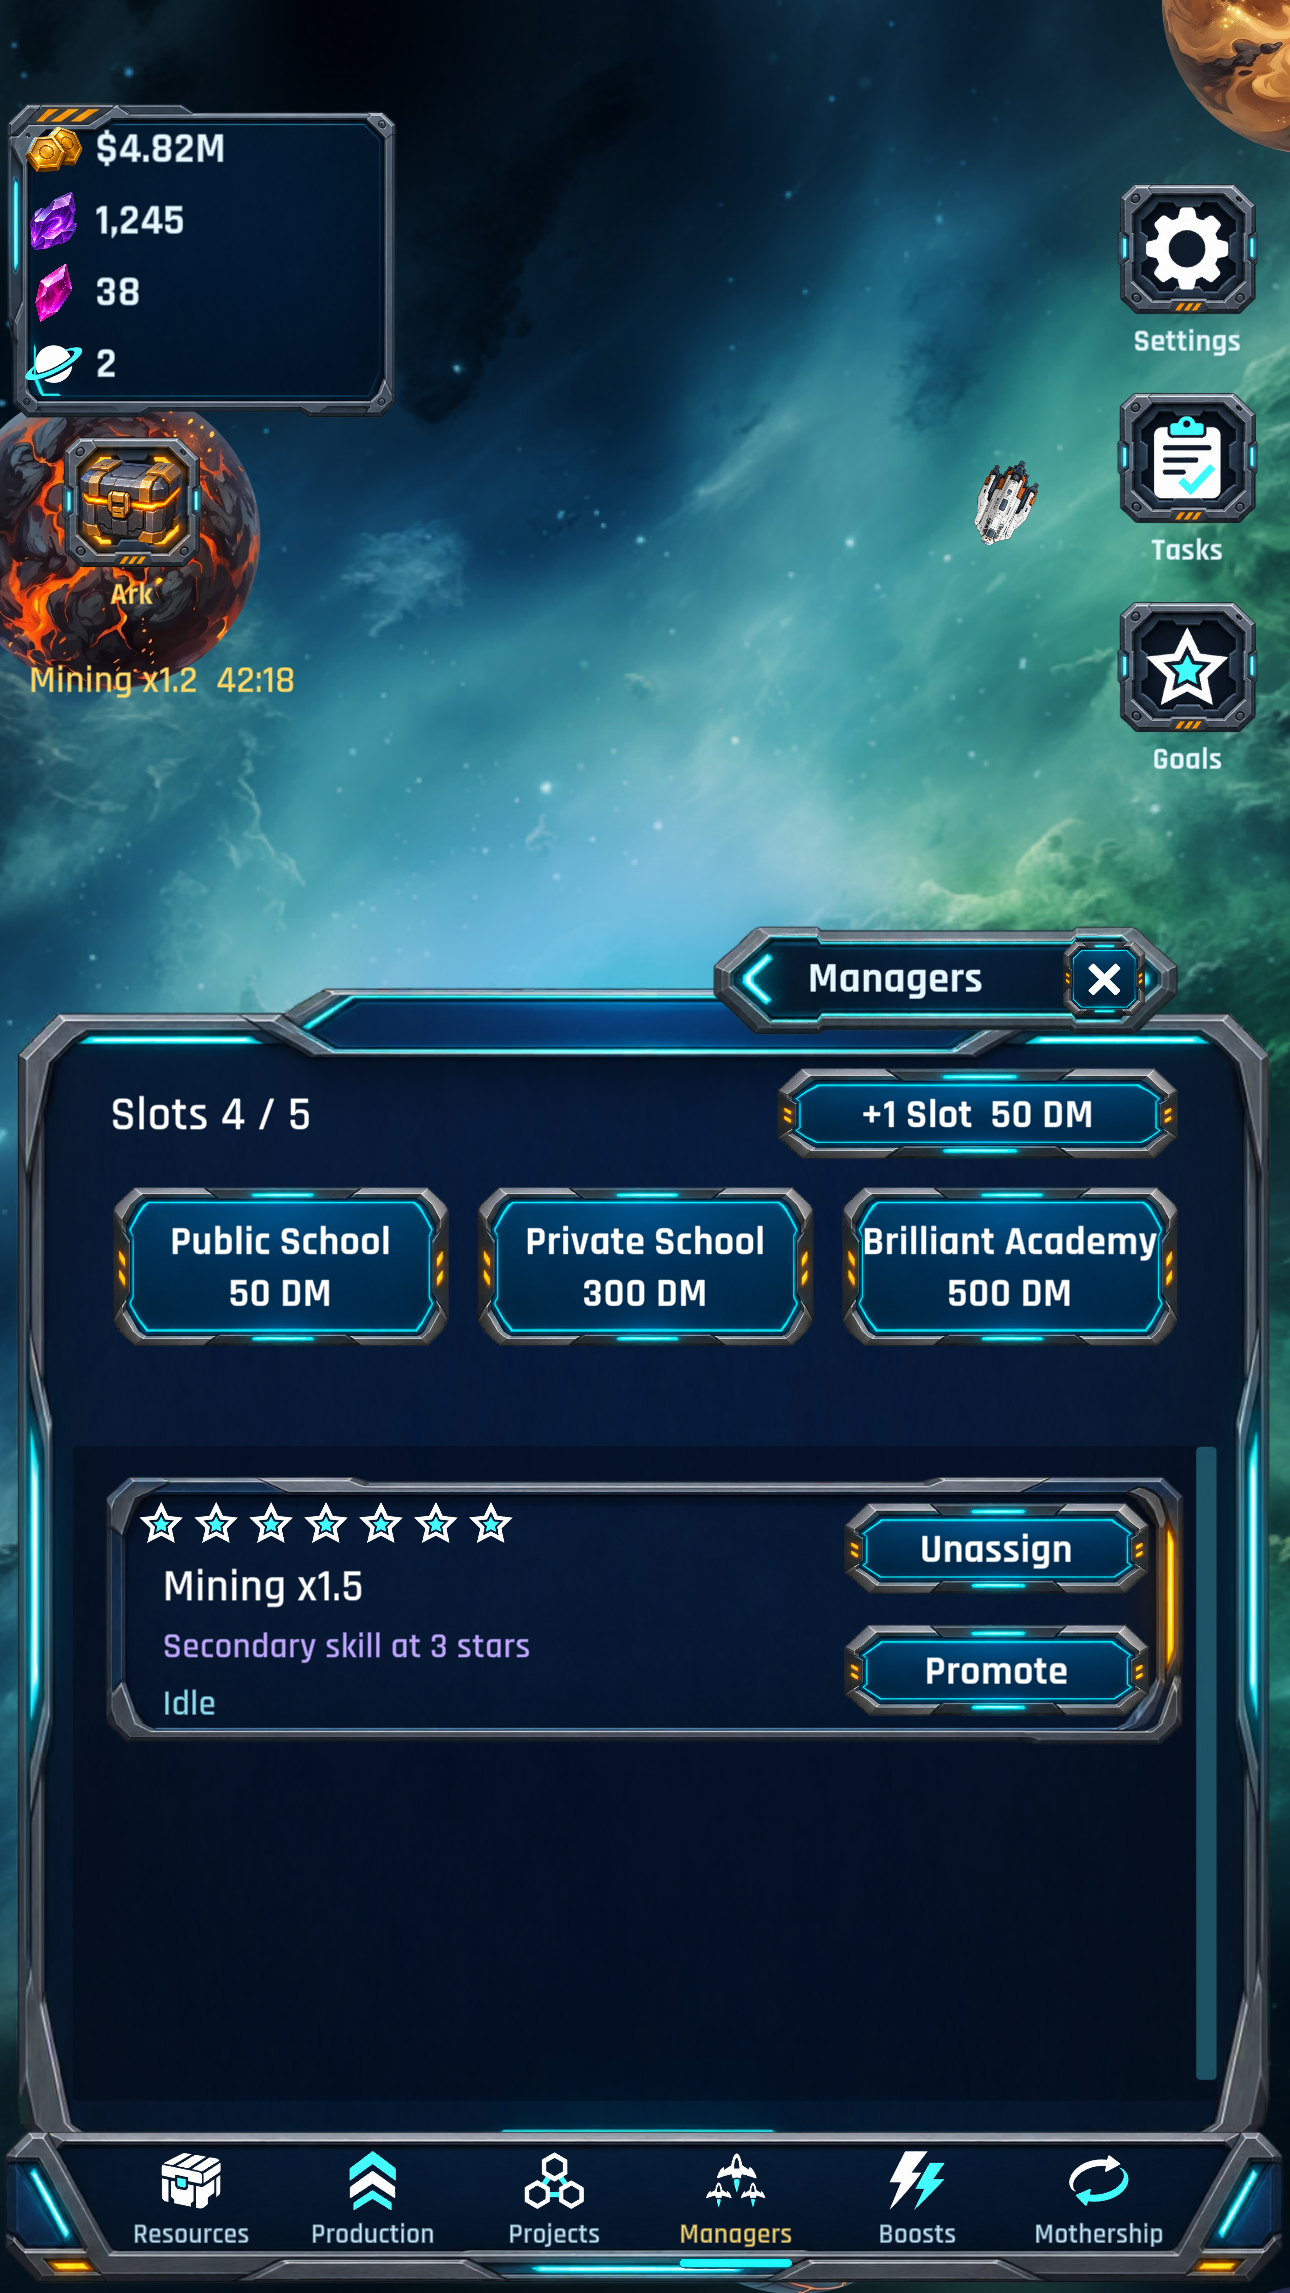 $4.82M
1,245
38
2
Settings
Tasks
Goals
Ark
Mining x1.2 42:18
Managers
Slots 4 / 5
+1 Slot 50 DM
Public School
50 DM
Private School
300 DM
Brilliant Academy
500 DM
Mining x1.5
Secondary skill at 3 stars
Idle
Unassign
Promote
Resources
Production
Projects
Managers
Boosts
Mothership